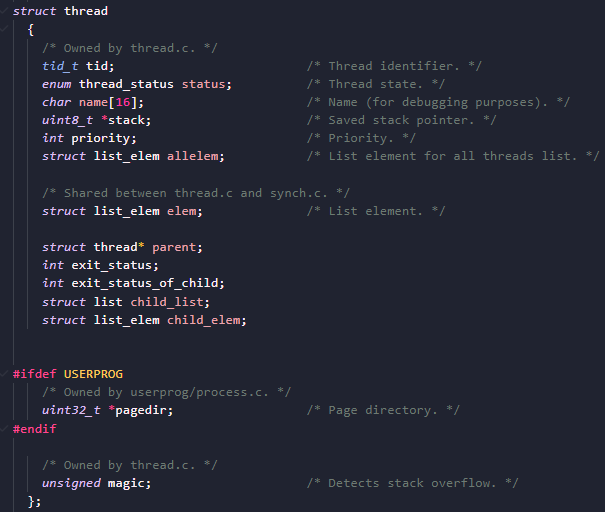 struct thread
{
/* Owned by thread.c. */
tid_t tid; /* Thread identifier. */
enum thread_status status; /* Thread state. */
char name[16]; /* Name (for debugging purposes). */
uint8_t *stack; /* Saved stack pointer. */
int priority; /* Priority. */
struct list_elem allelem; /* List element for all threads list. */
/* Shared between thread.c and synch.c. */
struct list_elem elem; /* List element. */
struct thread* parent;
int exit_status;
int exit_status_of_child;
struct list child_list;
struct list_elem child_elem;
#ifdef USERPROG
/* Owned by userprog/process.c. */
uint32_t *pagedir; /* Page directory. */
#endif
/* Owned by thread.c. */
unsigned magic; /* Detects stack overflow. */
};